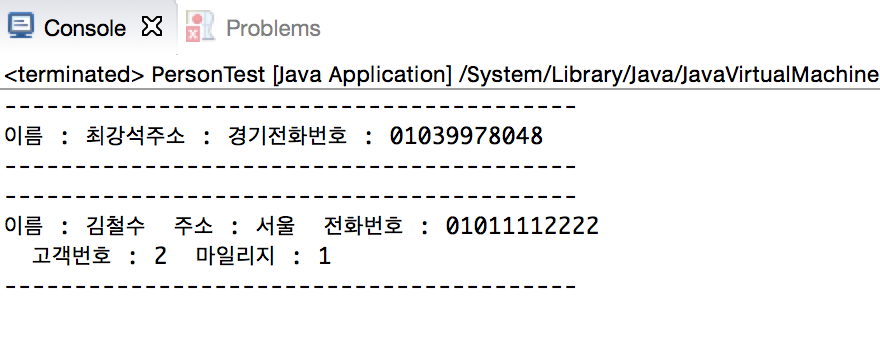 Console Problems
<terminated> PersonTest [Java Application] /System/Library/Java/JavaVirtualMachine
-----------------------------------------
이름 : 최강석주소 : 경기전화번호 : 01039978048
-----------------------------------------
-----------------------------------------
이름 : 김철수  주소 : 서울  전화번호 : 01011112222
  고객번호 : 2  마일리지 : 1
-----------------------------------------